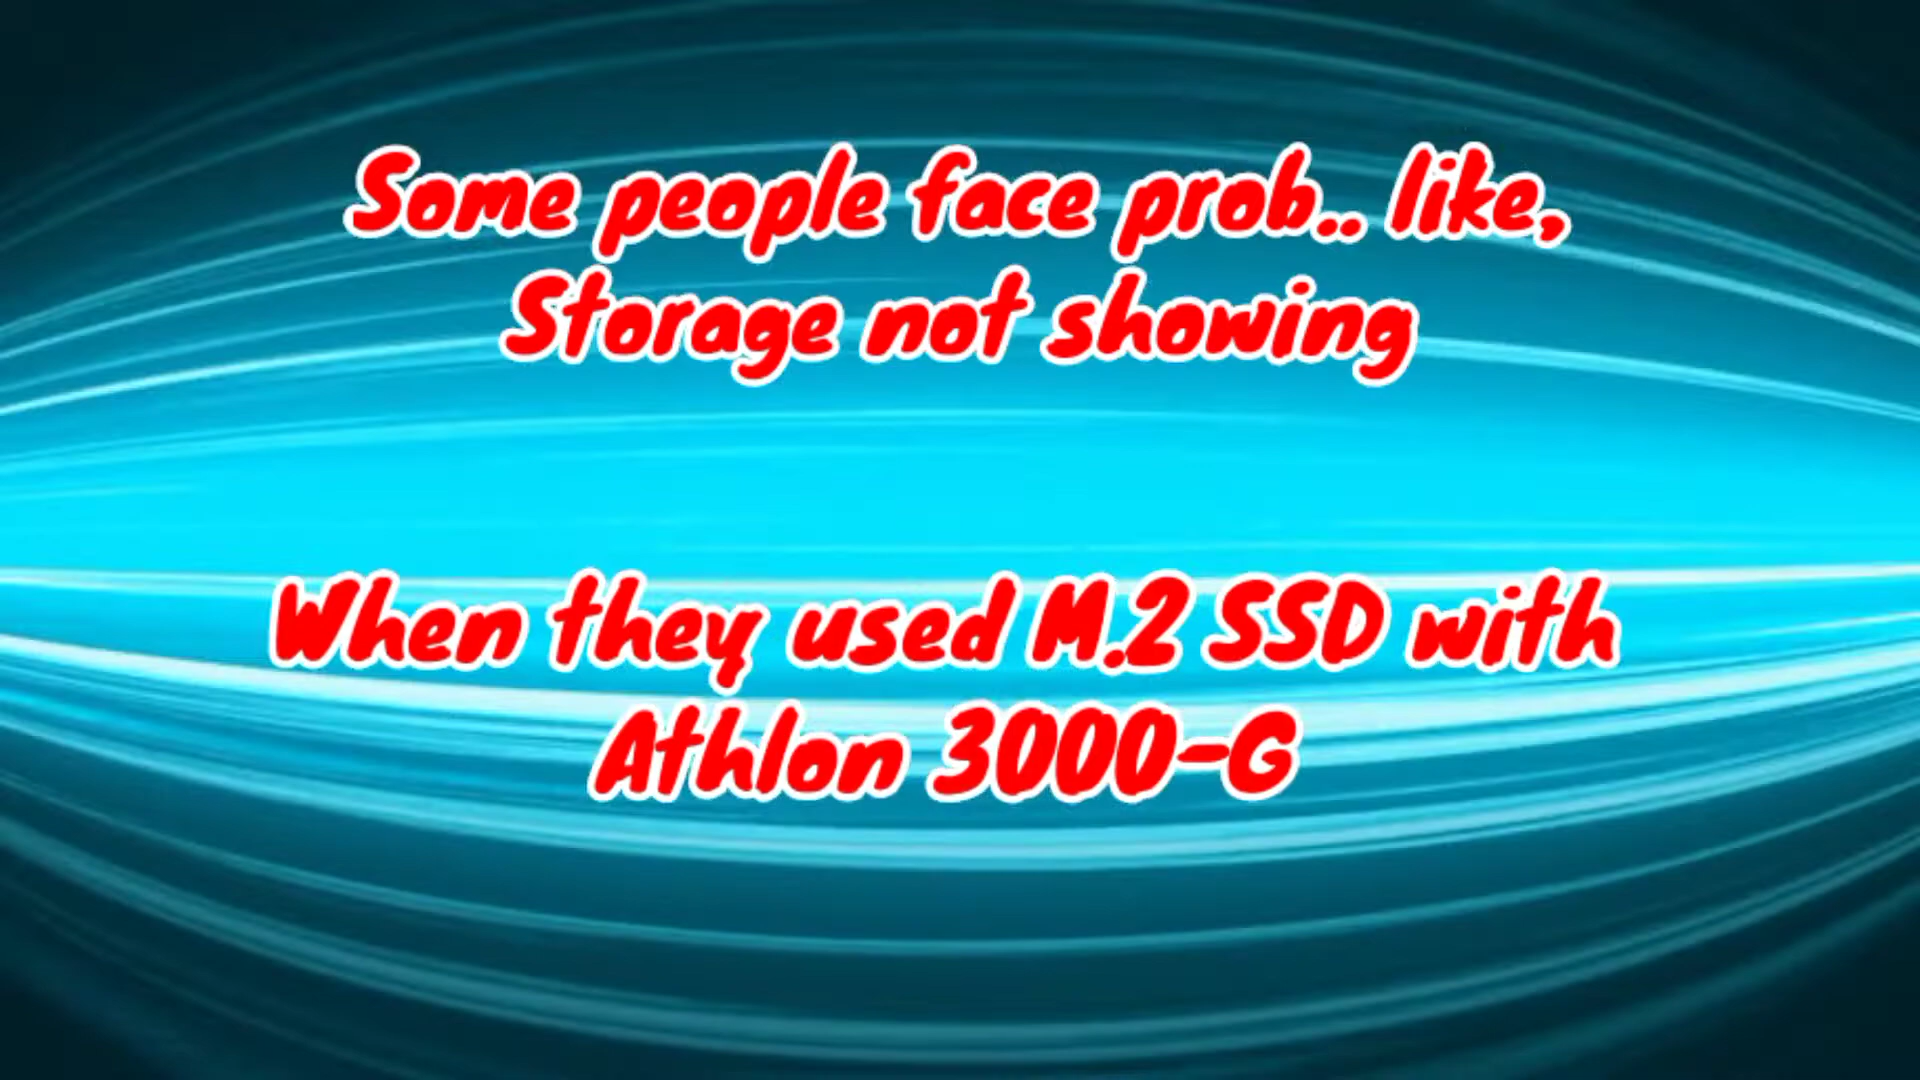 Some people face prob.. like,
Storage not showing
When they used M.2 SSD with
Athlon 3000-G